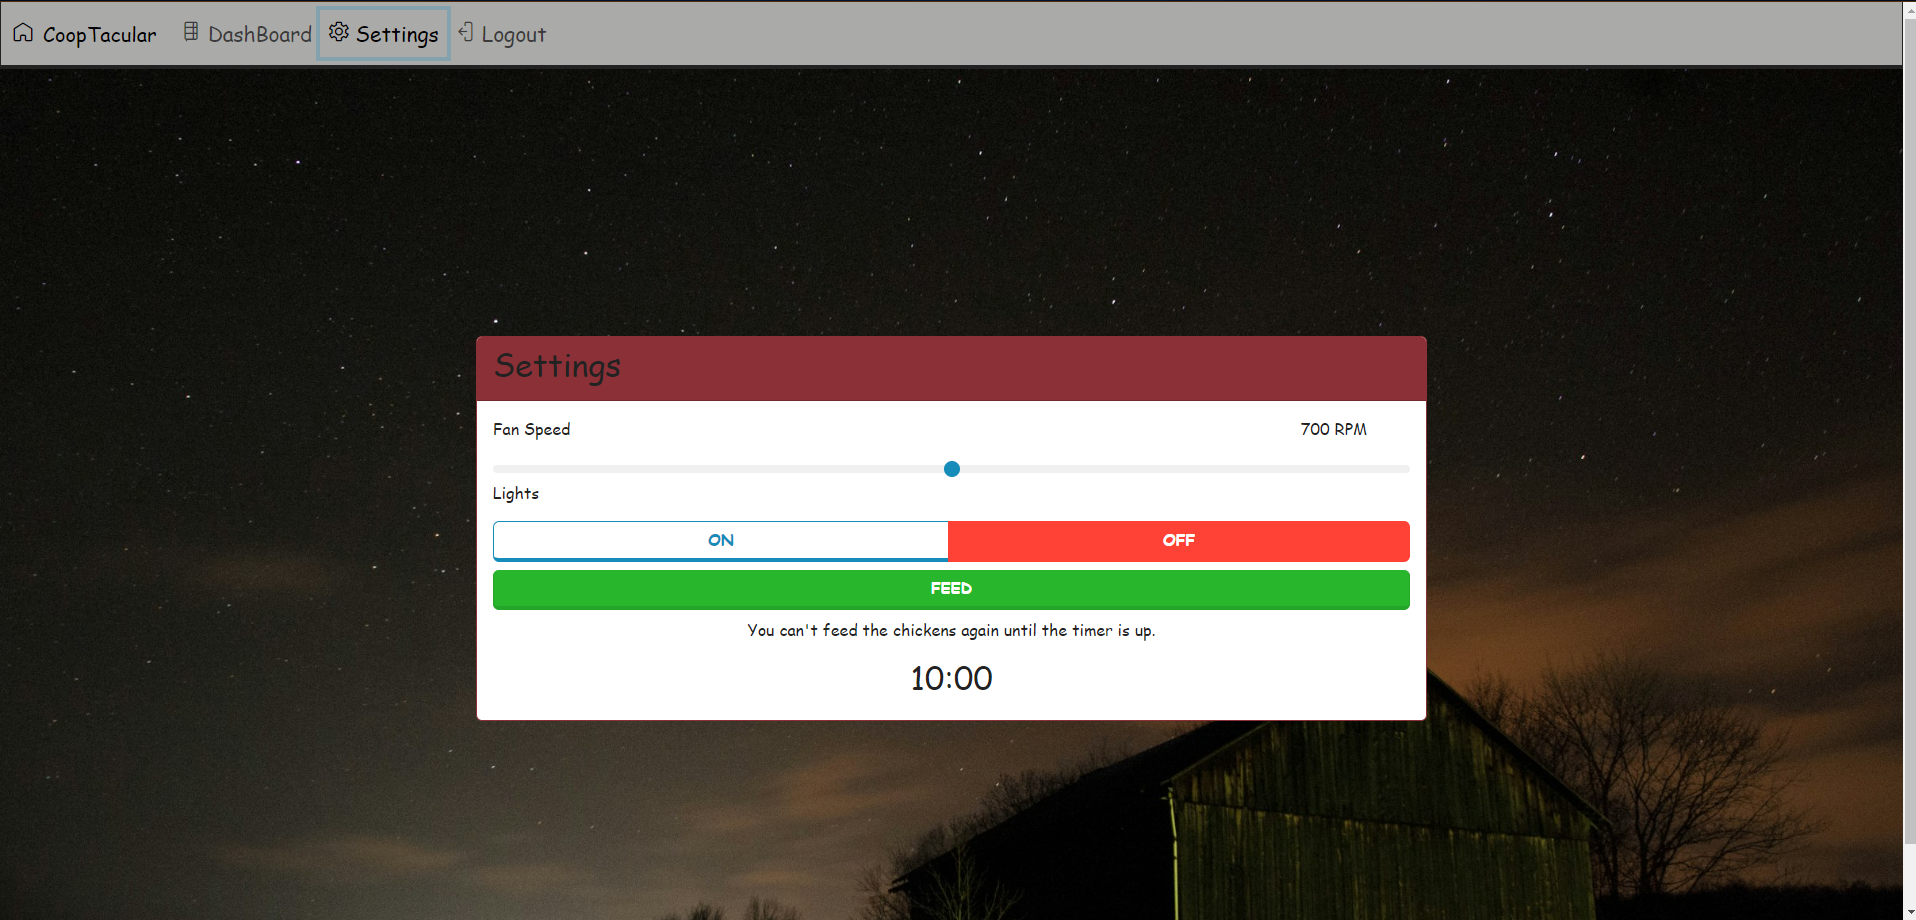 CoopTacular DashBoard Settings Logout
Settings
Fan Speed 700 RPM
Lights
ON OFF
FEED
You can't feed the chickens again until the timer is up.
10:00